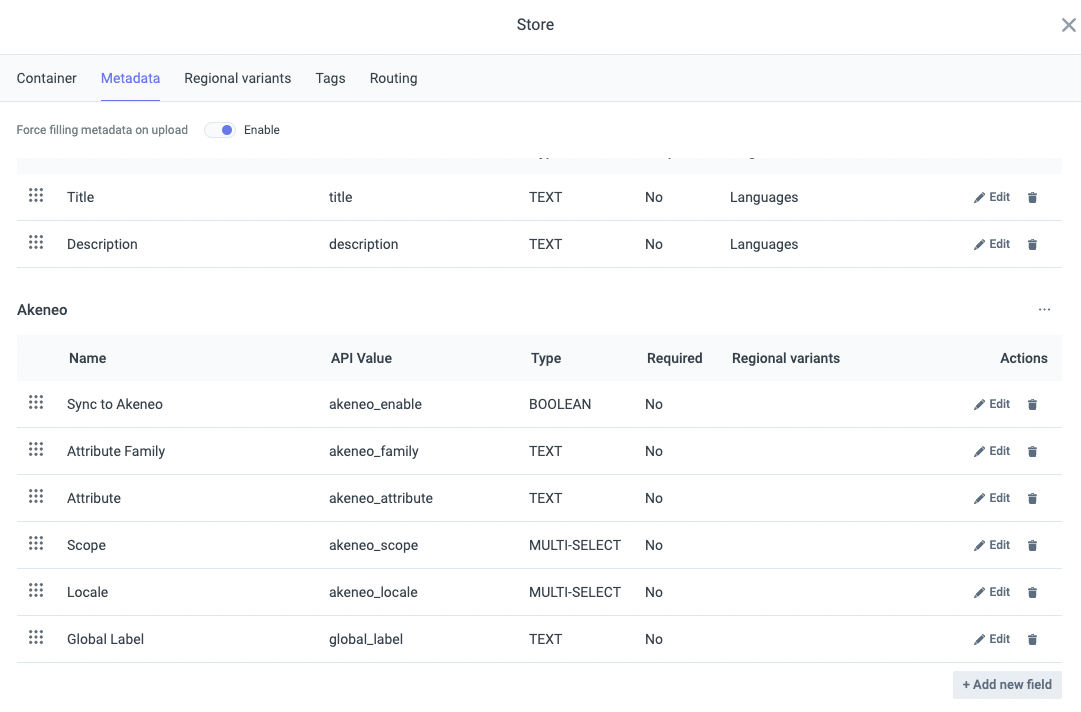 Store
Container Metadata Regional variants Tags Routing
Force filling metadata on upload Enable
Title title TEXT No Languages Edit
Description description TEXT No Languages Edit
Akeneo ...
Name API Value Type Required Regional variants Actions
Sync to Akeneo akeneo_enable BOOLEAN No Edit
Attribute Family akeneo_family TEXT No Edit
Attribute akeneo_attribute TEXT No Edit
Scope akeneo_scope MULTI-SELECT No Edit
Locale akeneo_locale MULTI-SELECT No Edit
Global Label global_label TEXT No Edit
+ Add new field